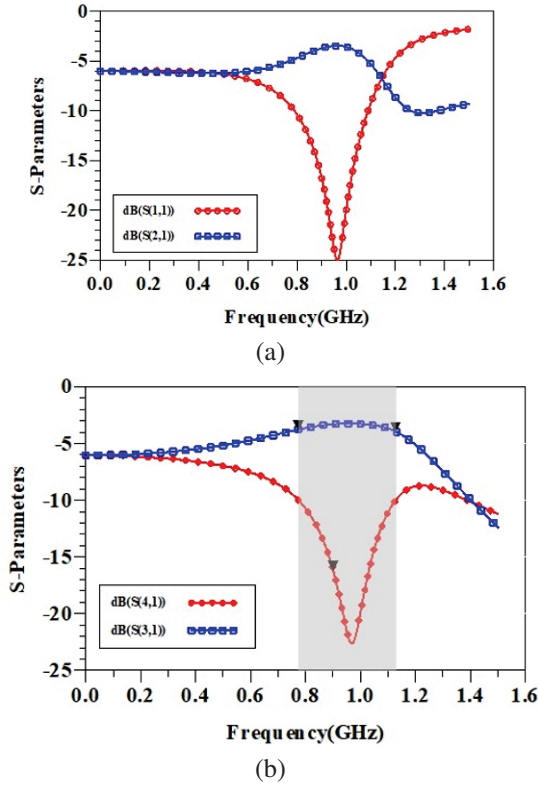 0
-5
-10
-15
-20
-25
S-Parameters
dB(S(1,1))
dB(S(2,1))
0.0 0.2 0.4 0.6 0.8 1.0 1.2 1.4 1.6
Frequency(GHz)
(a)
0
-5
-10
-15
-20
-25
S-Parameters
dB(S(4,1))
dB(S(3,1))
0.0 0.2 0.4 0.6 0.8 1.0 1.2 1.4 1.6
Frequency(GHz)
(b)